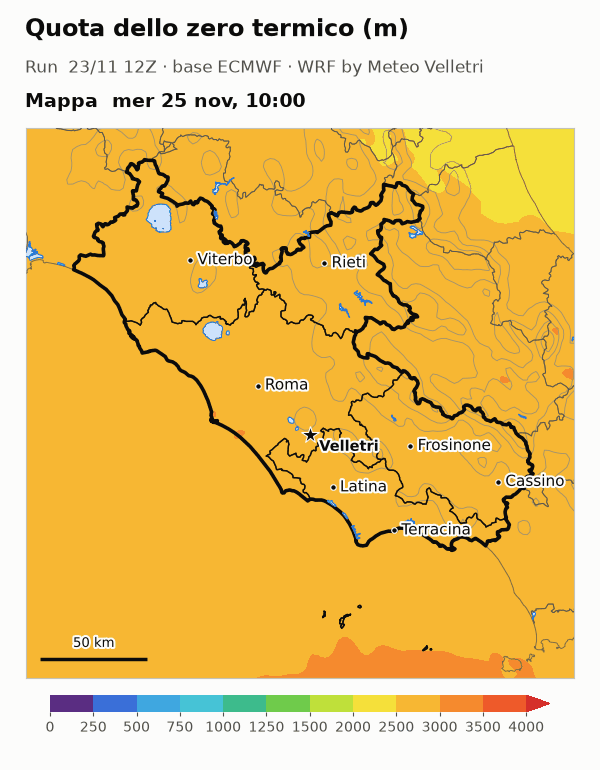 Quota dello zero termico (m)
Run  23/11 12Z · base ECMWF · WRF by Meteo Velletri
Mappa  mer 25 nov, 10:00
Viterbo
Rieti
Roma
Velletri
Frosinone
Latina
Cassino
Terracina
50 km
0 250 500 750 1000 1250 1500 2000 2500 3000 3500 4000